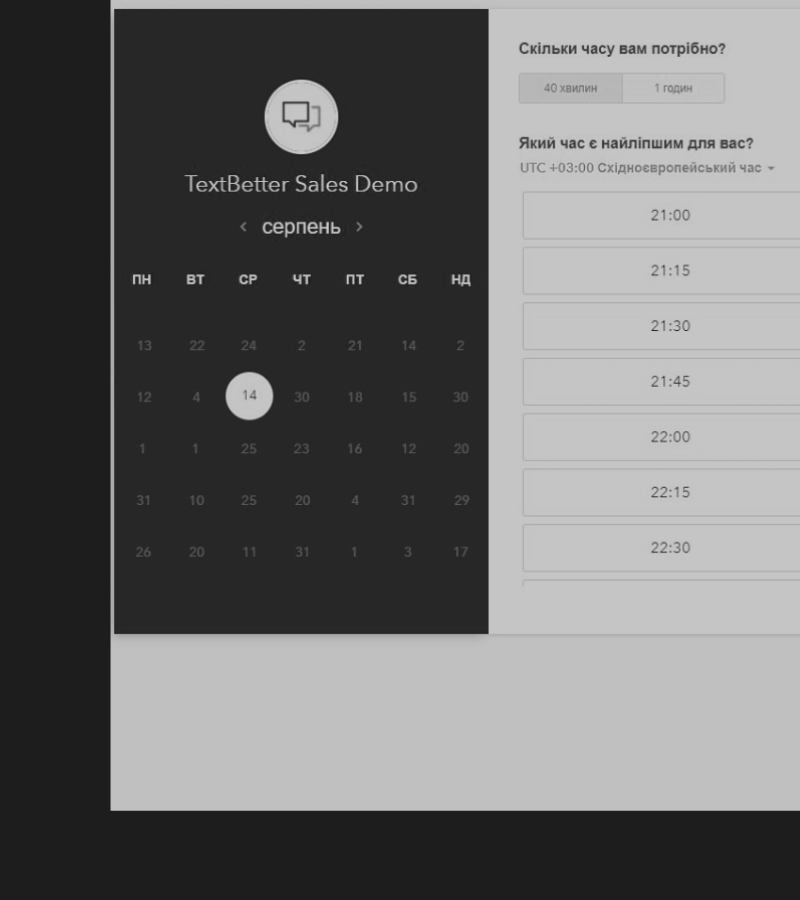 TextBetter Sales Demo
серпень
ПН ВТ СР ЧТ ПТ СБ НД
13 22 24 2 21 14 2
12 4 14 30 18 15 30
1 1 25 23 16 12 20
31 10 25 20 4 31 29
26 20 11 31 1 3 17
Скільки часу вам потрібно?
40 хвилин 1 годин
Який час є найліпшим для вас?
UTC +03:00 Східноєвропейський час
21:00
21:15
21:30
21:45
22:00
22:15
22:30